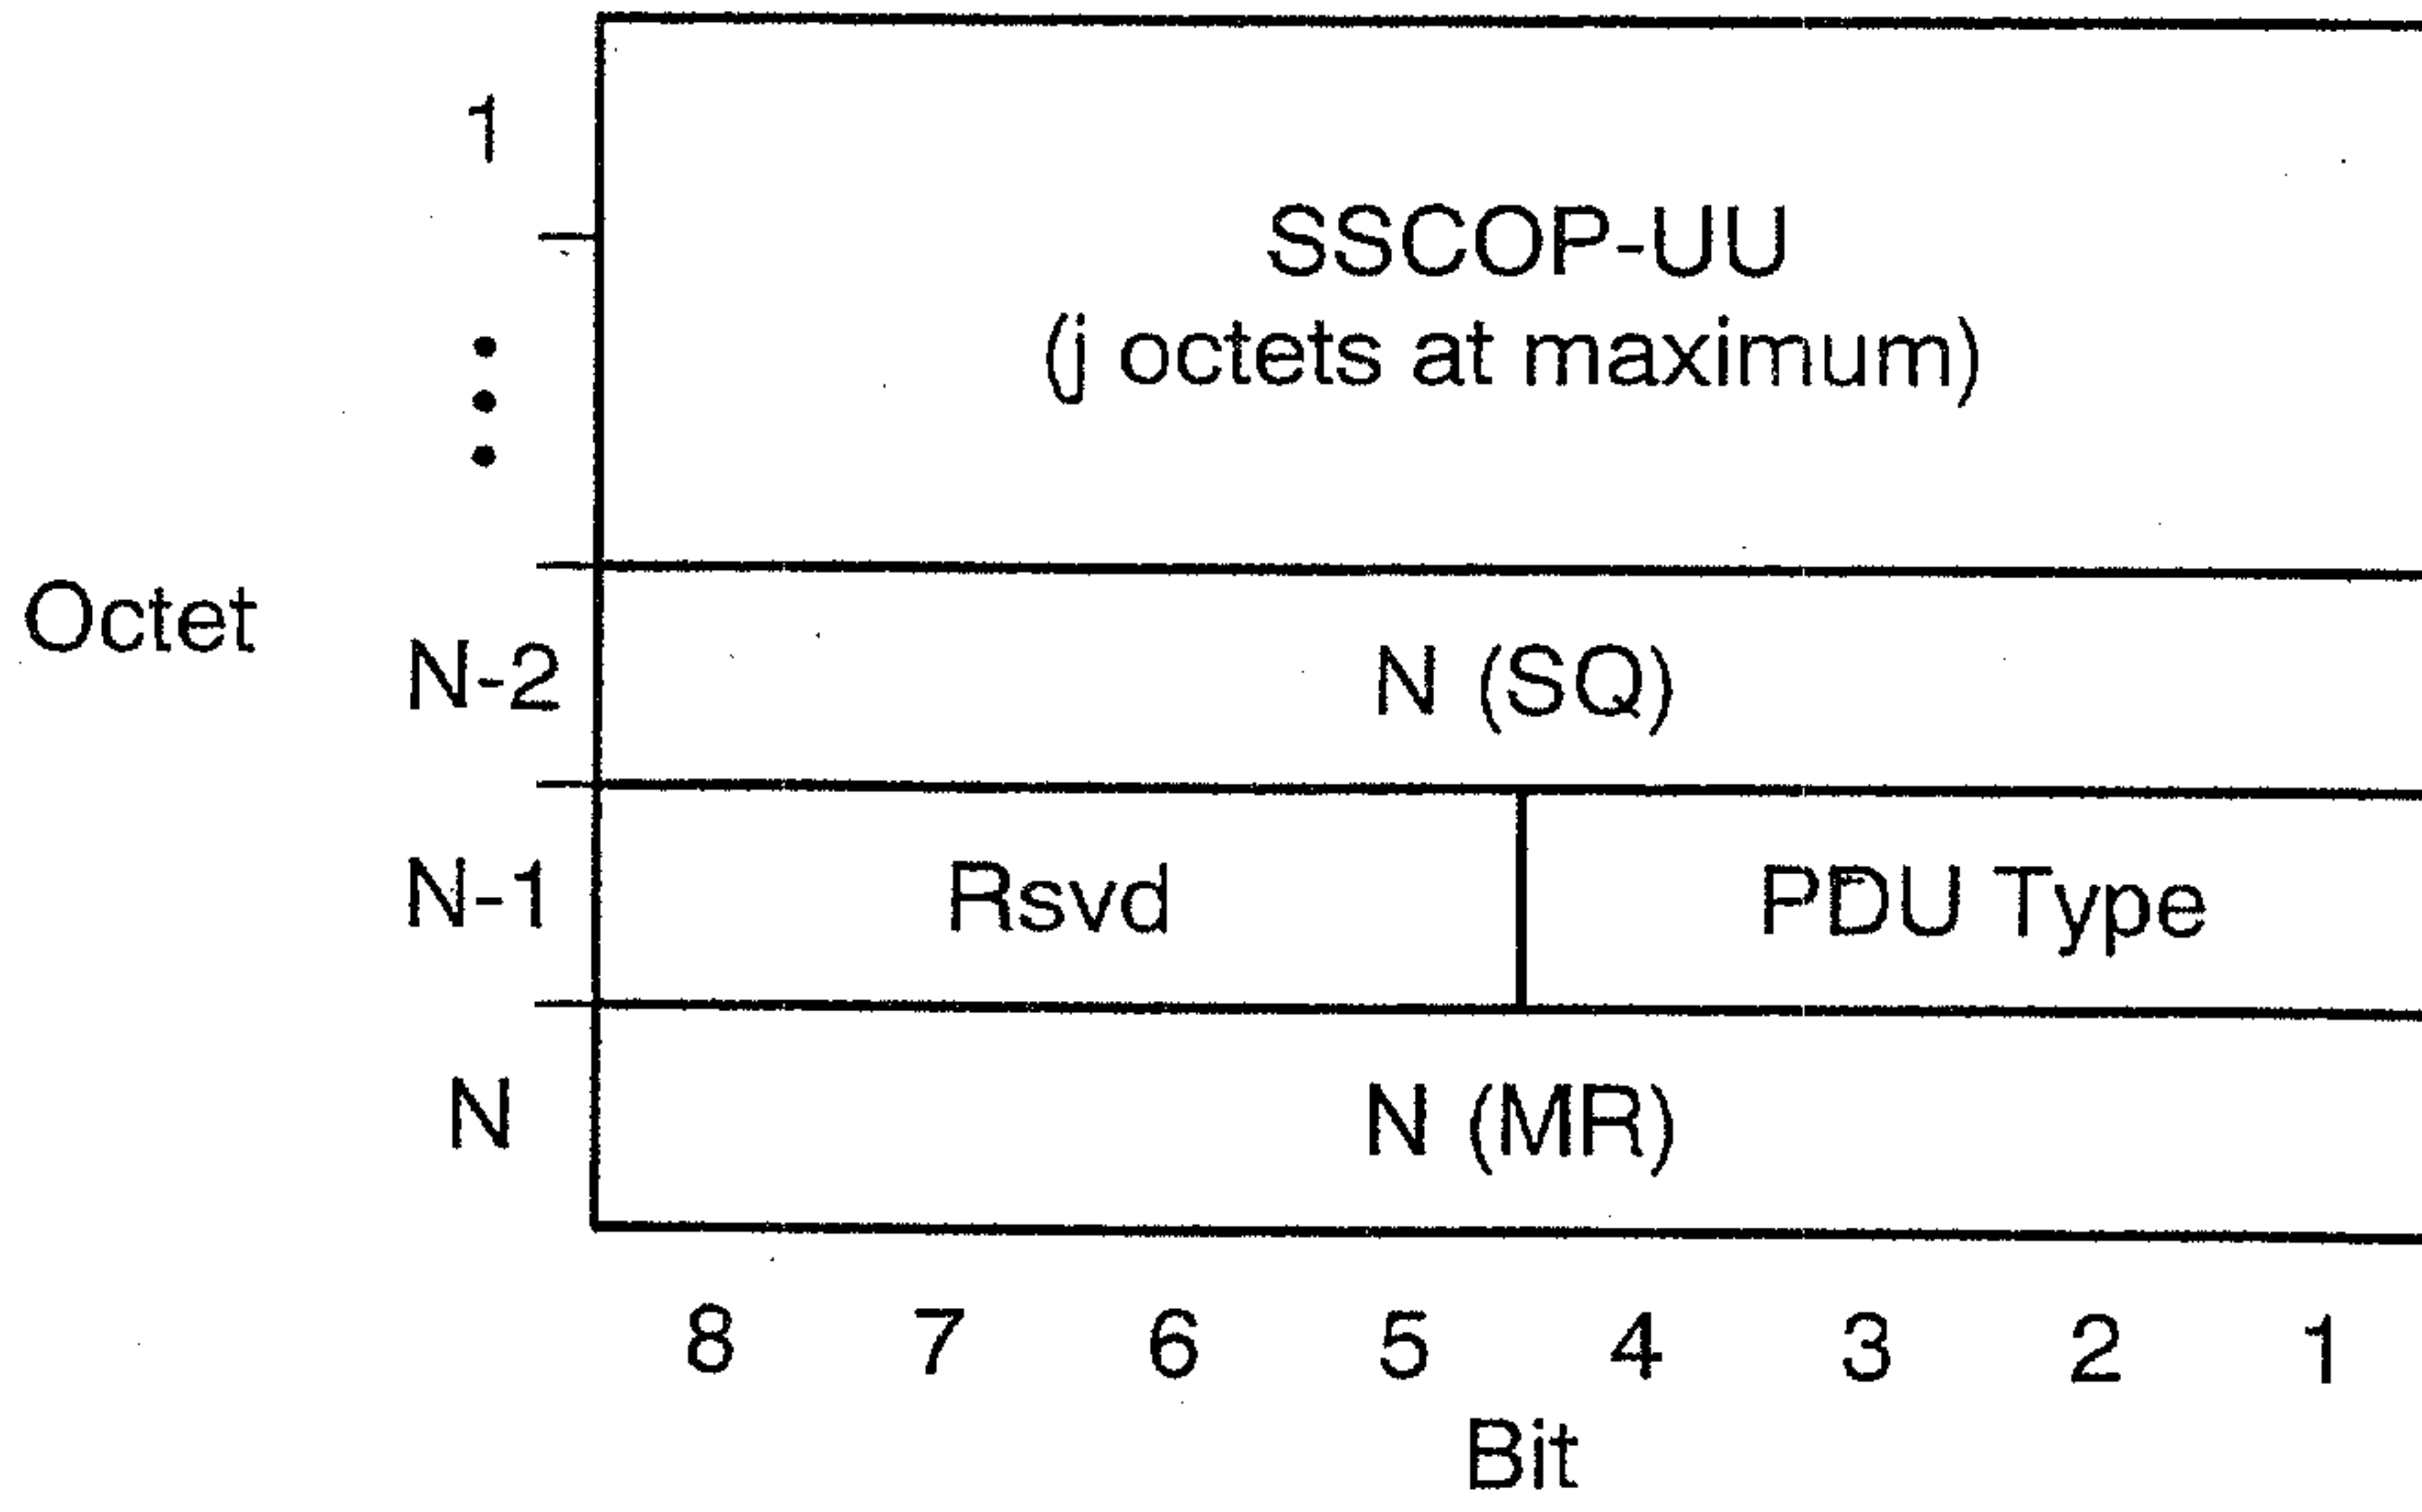 1
SSCOP-UU
(j octets at maximum)
Octet
N-2
N (SQ)
N-1
Rsvd
PDU Type
N
N (MR)
8 7 6 5 4 3 2 1
Bit